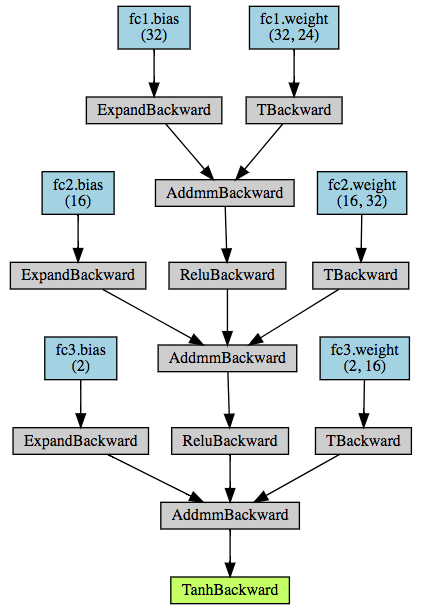 fc1.bias
(32)
fc1.weight
(32, 24)
ExpandBackward
TBackward
AddmmBackward
fc2.bias
(16)
fc2.weight
(16, 32)
ExpandBackward
ReluBackward
TBackward
AddmmBackward
fc3.bias
(2)
fc3.weight
(2, 16)
ExpandBackward
ReluBackward
TBackward
AddmmBackward
TanhBackward